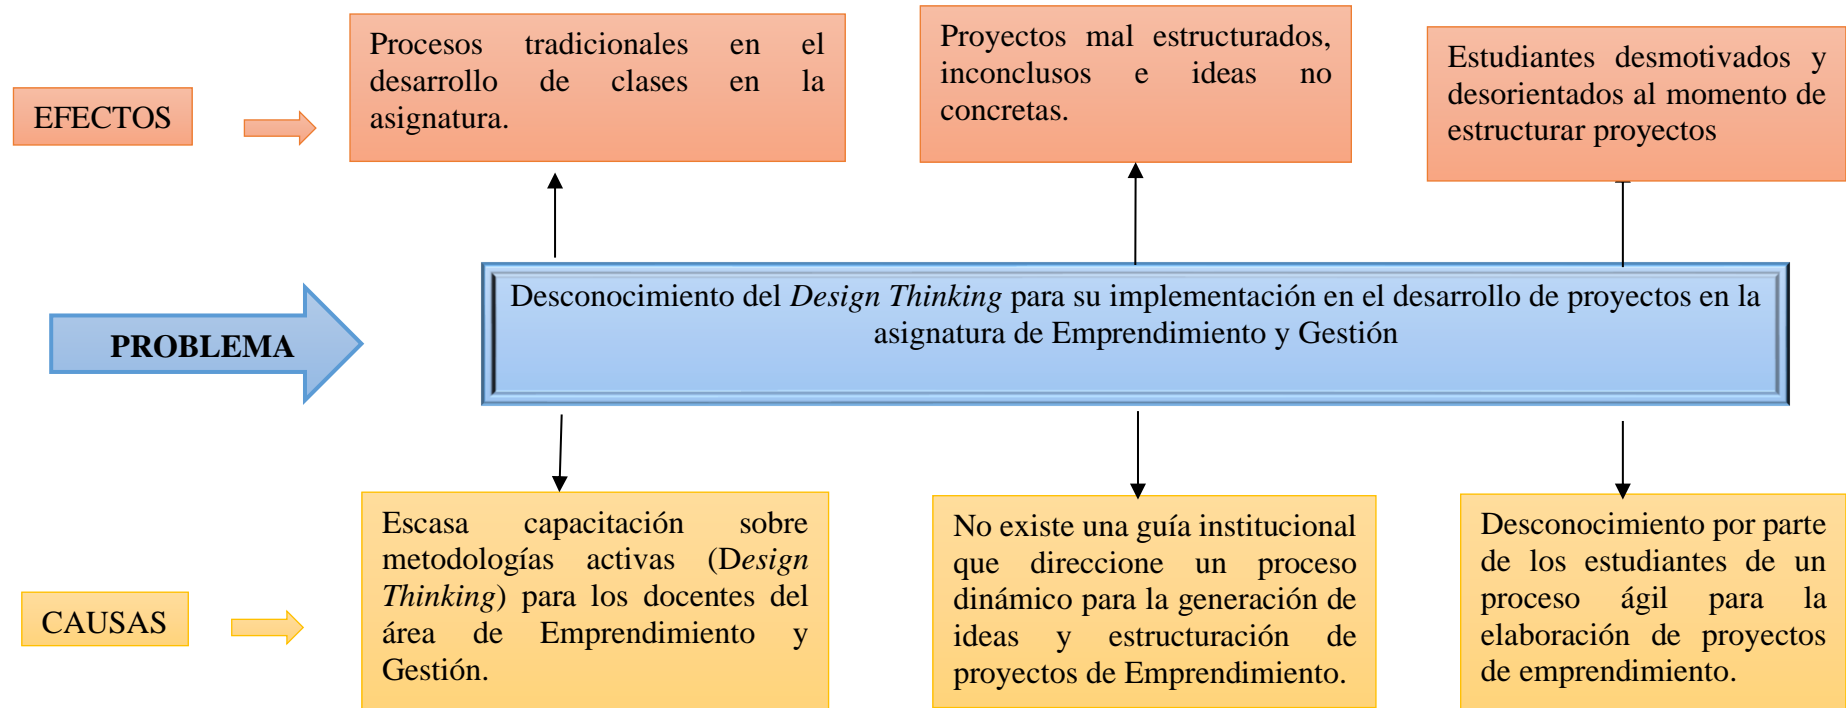 EFECTOS
Procesos tradicionales en el
desarrollo de clases en la
asignatura.
Proyectos mal estructurados,
inconclusos e ideas no
concretas.
Estudiantes desmotivados y
desorientados al momento de
estructurar proyectos
PROBLEMA
Desconocimiento del Design Thinking para su implementación en el desarrollo de proyectos en la
asignatura de Emprendimiento y Gestión
CAUSAS
Escasa capacitación sobre
metodologías activas (Design
Thinking) para los docentes del
área de Emprendimiento y
Gestión.
No existe una guía institucional
que direccione un proceso
dinámico para la generación de
ideas y estructuración de
proyectos de Emprendimiento.
Desconocimiento por parte
de los estudiantes de un
proceso ágil para la
elaboración de proyectos
de emprendimiento.